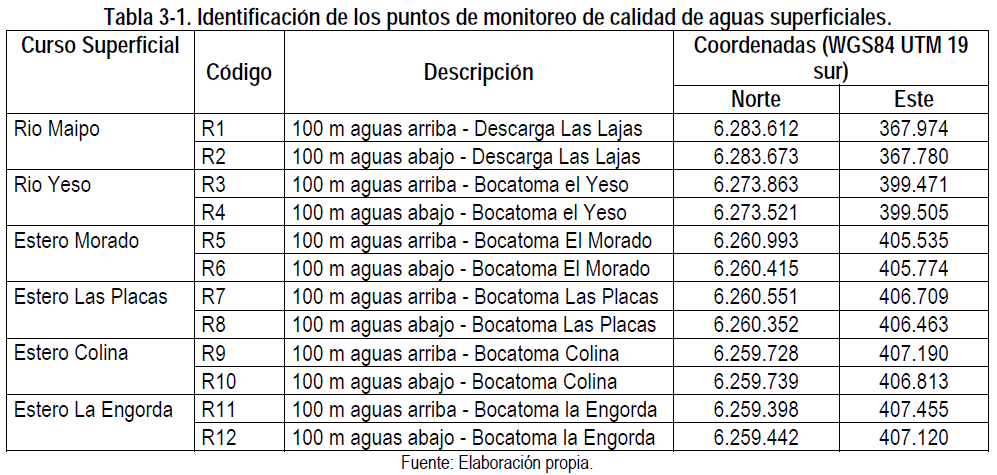 Tabla 3-1. Identificación de los puntos de monitoreo de calidad de aguas superficiales.
Curso Superficial Código Descripción Coordenadas (WGS84 UTM 19 sur)
Norte Este
Rio Maipo R1 100 m aguas arriba - Descarga Las Lajas 6.283.612 367.974
R2 100 m aguas abajo - Descarga Las Lajas 6.283.673 367.780
Rio Yeso R3 100 m aguas arriba - Bocatoma el Yeso 6.273.863 399.471
R4 100 m aguas abajo - Bocatoma el Yeso 6.273.521 399.505
Estero Morado R5 100 m aguas arriba - Bocatoma El Morado 6.260.993 405.535
R6 100 m aguas abajo - Bocatoma El Morado 6.260.415 405.774
Estero Las Placas R7 100 m aguas arriba - Bocatoma Las Placas 6.260.551 406.709
R8 100 m aguas abajo - Bocatoma Las Placas 6.260.352 406.463
Estero Colina R9 100 m aguas arriba - Bocatoma Colina 6.259.728 407.190
R10 100 m aguas abajo - Bocatoma Colina 6.259.739 406.813
Estero La Engorda R11 100 m aguas arriba - Bocatoma la Engorda 6.259.398 407.455
R12 100 m aguas abajo - Bocatoma la Engorda 6.259.442 407.120
Fuente: Elaboración propia.